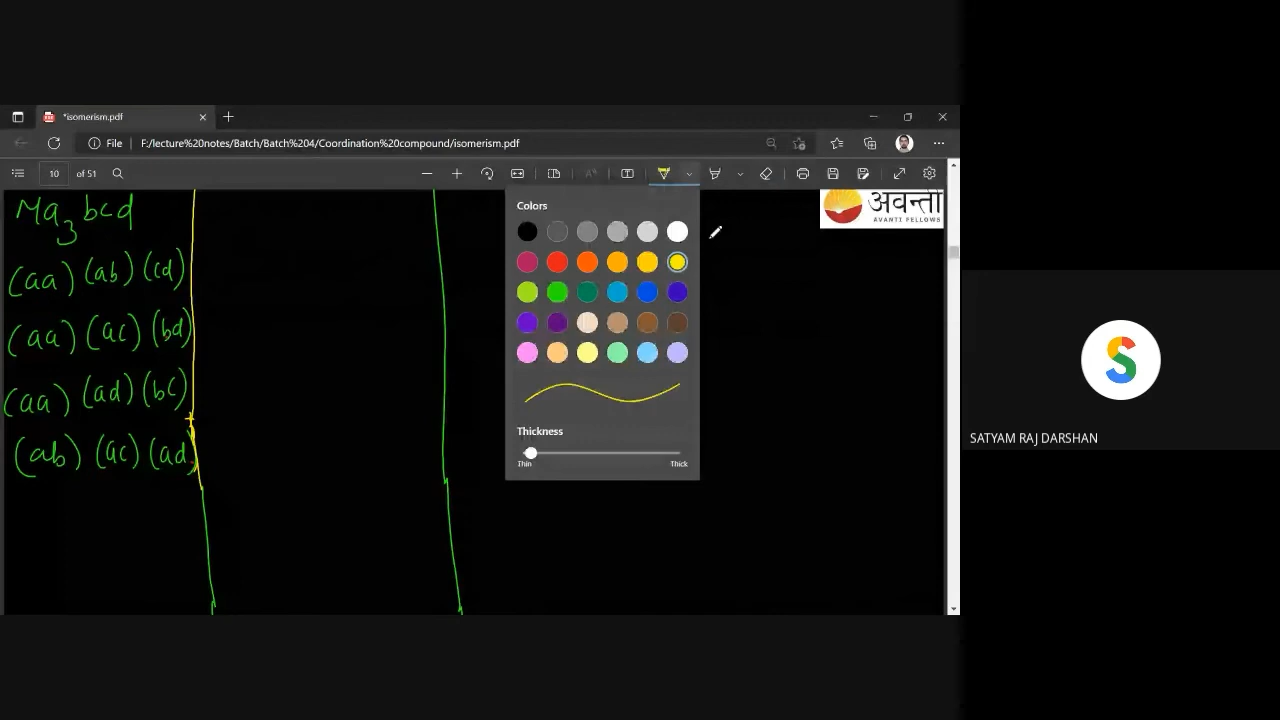 *isomerism.pdf
File
F:/lecture%20notes/Batch/Batch%204/Coordination%20compound/isomerism.pdf
10 of 51
Colors
Thickness
Thin
Thick
Ma3bcd
(aa) (ab) (cd)
(aa) (ac) (bd)
(aa) (ad) (bc)
(ab) (ac) (ad)
अवन्ती
AVANTI FELLOWS
S
SATYAM RAJ DARSHAN